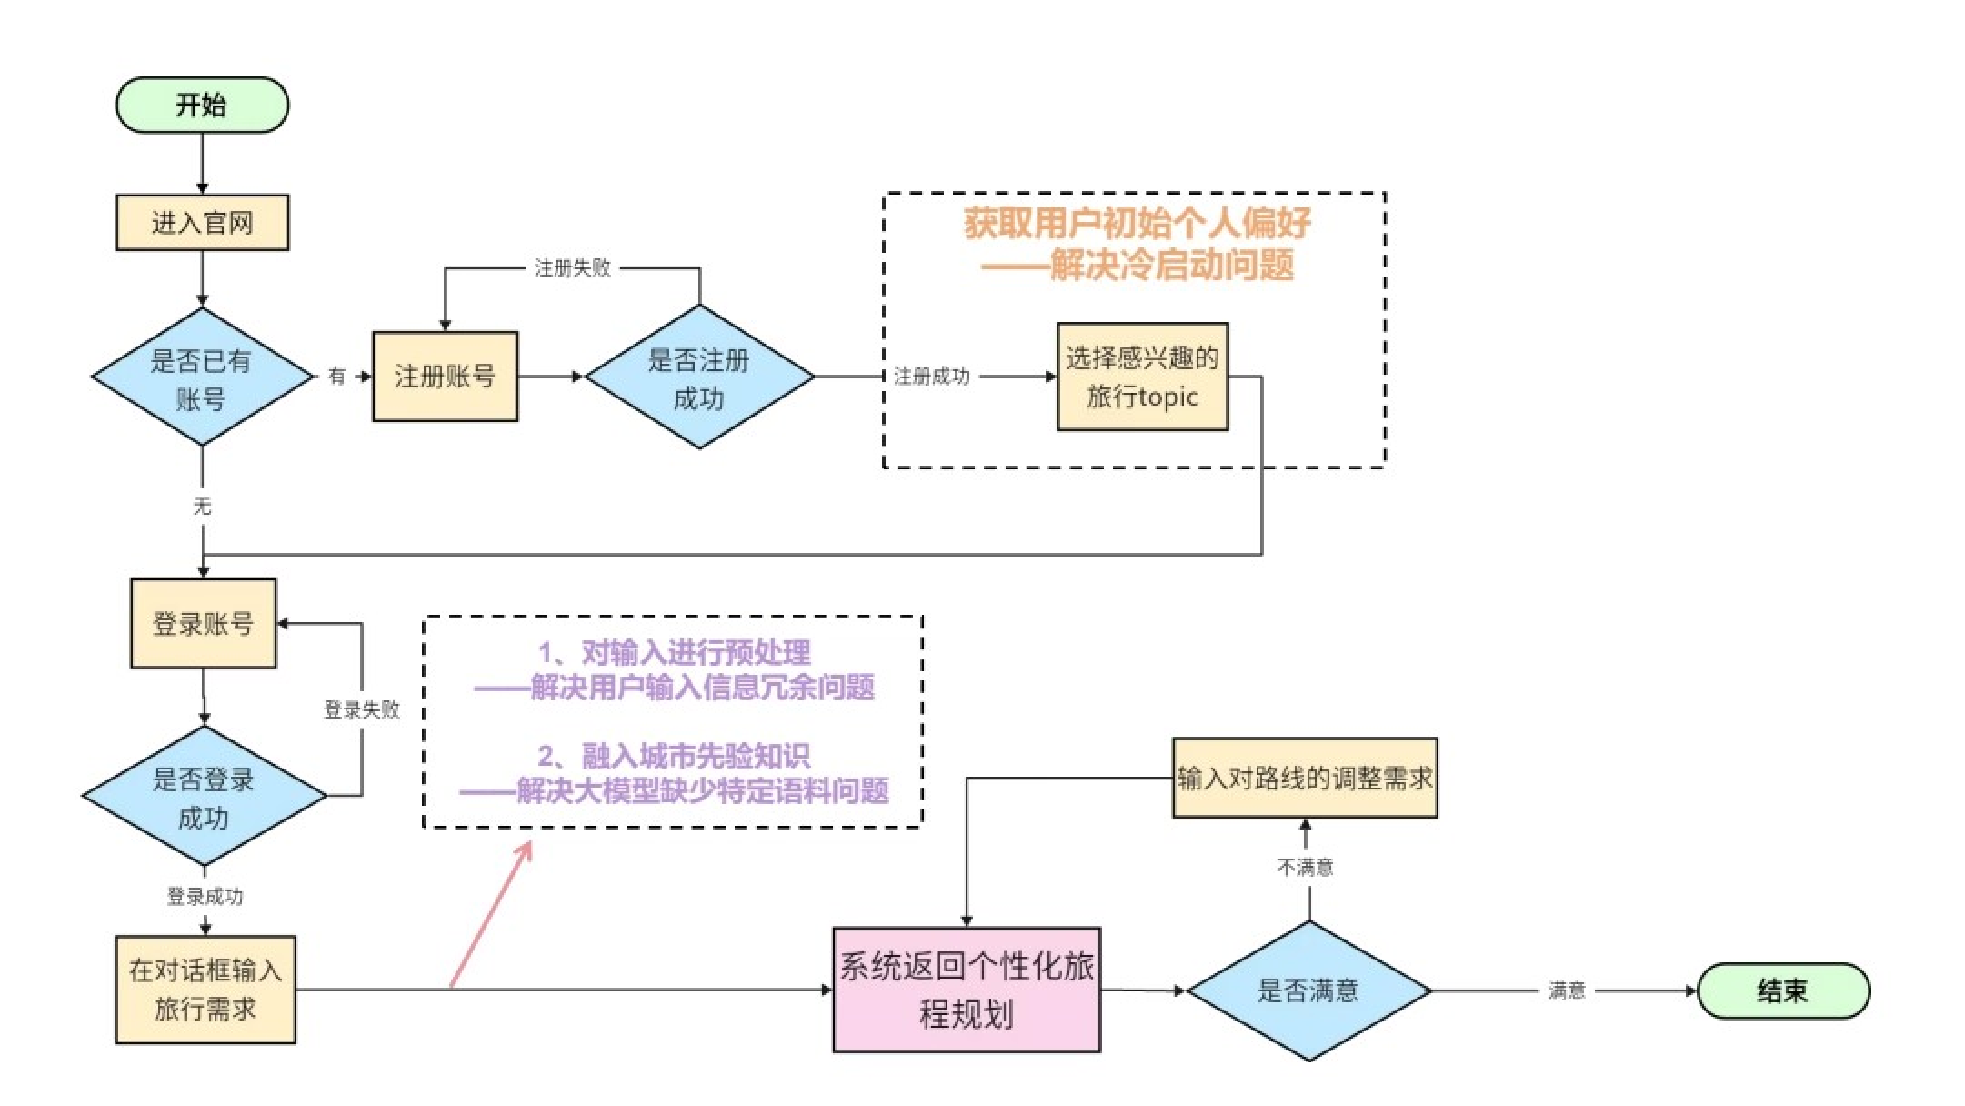 开始
进入官网
是否已有
账号
有
注册账号
注册失败
是否注册
成功
注册成功
获取用户初始个人偏好
——解决冷启动问题
选择感兴趣的
旅行topic
无
登录账号
登录失败
是否登录
成功
登录成功
在对话框输入
旅行需求
1、对输入进行预处理
——解决用户输入信息冗余问题
2、融入城市先验知识
——解决大模型缺少特定语料问题
系统返回个性化旅
程规划
输入对路线的调整需求
不满意
是否满意
满意
结束